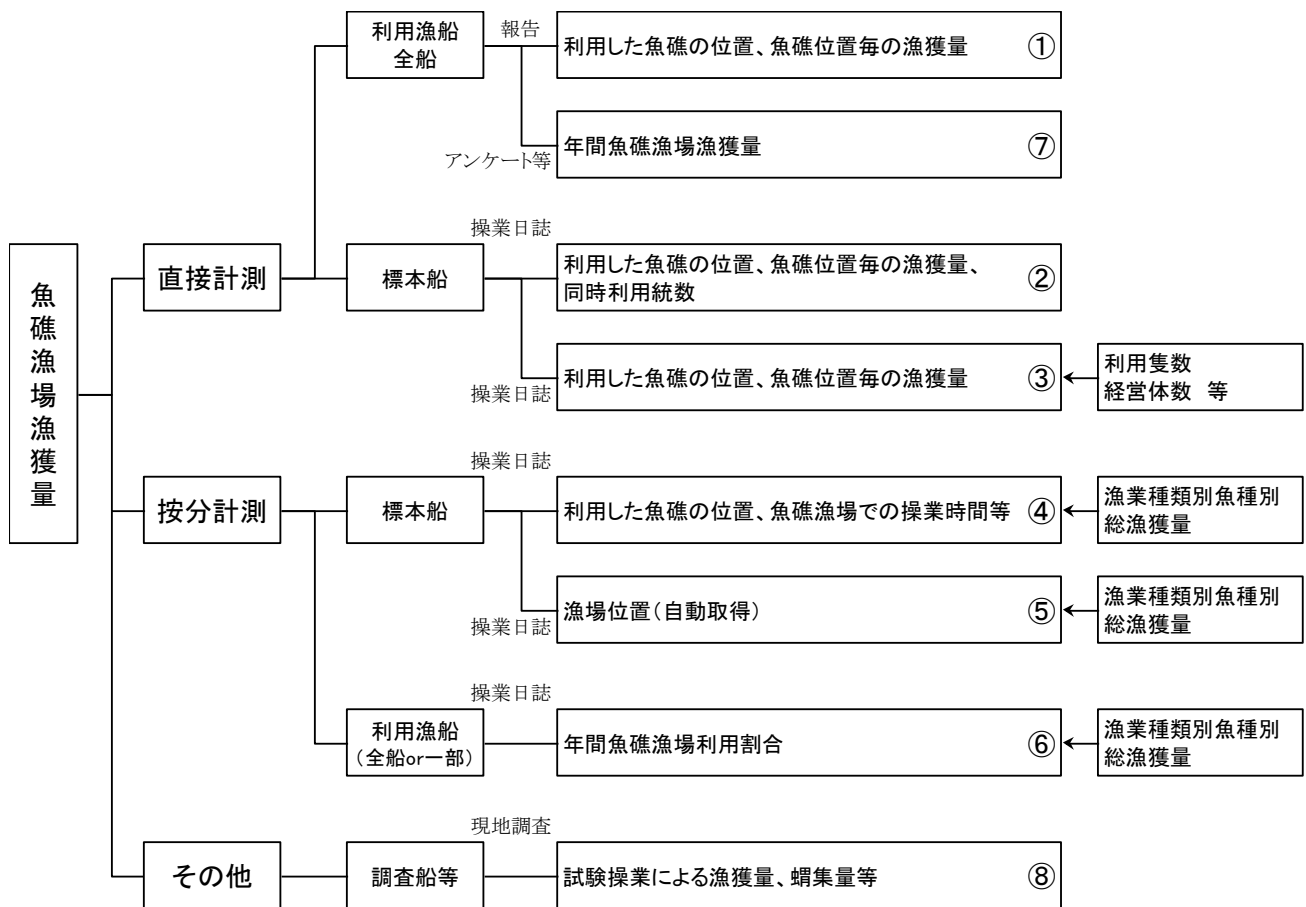 利用漁船
全船
報告
利用した魚礁の位置、魚礁位置毎の漁獲量 ①
アンケート等
年間魚礁漁場漁獲量 ⑦
魚礁漁場漁獲量
直接計測
標本船
操業日誌
利用した魚礁の位置、魚礁位置毎の漁獲量、
同時利用統数 ②
操業日誌
利用した魚礁の位置、魚礁位置毎の漁獲量 ③
利用隻数
経営体数 等
按分計測
標本船
操業日誌
利用した魚礁の位置、魚礁漁場での操業時間等 ④
漁業種類別魚種別
総漁獲量
操業日誌
漁場位置(自動取得) ⑤
漁業種類別魚種別
総漁獲量
利用漁船
(全船or一部)
操業日誌
年間魚礁漁場利用割合 ⑥
漁業種類別魚種別
総漁獲量
その他
調査船等
現地調査
試験操業による漁獲量、蝟集量等 ⑧